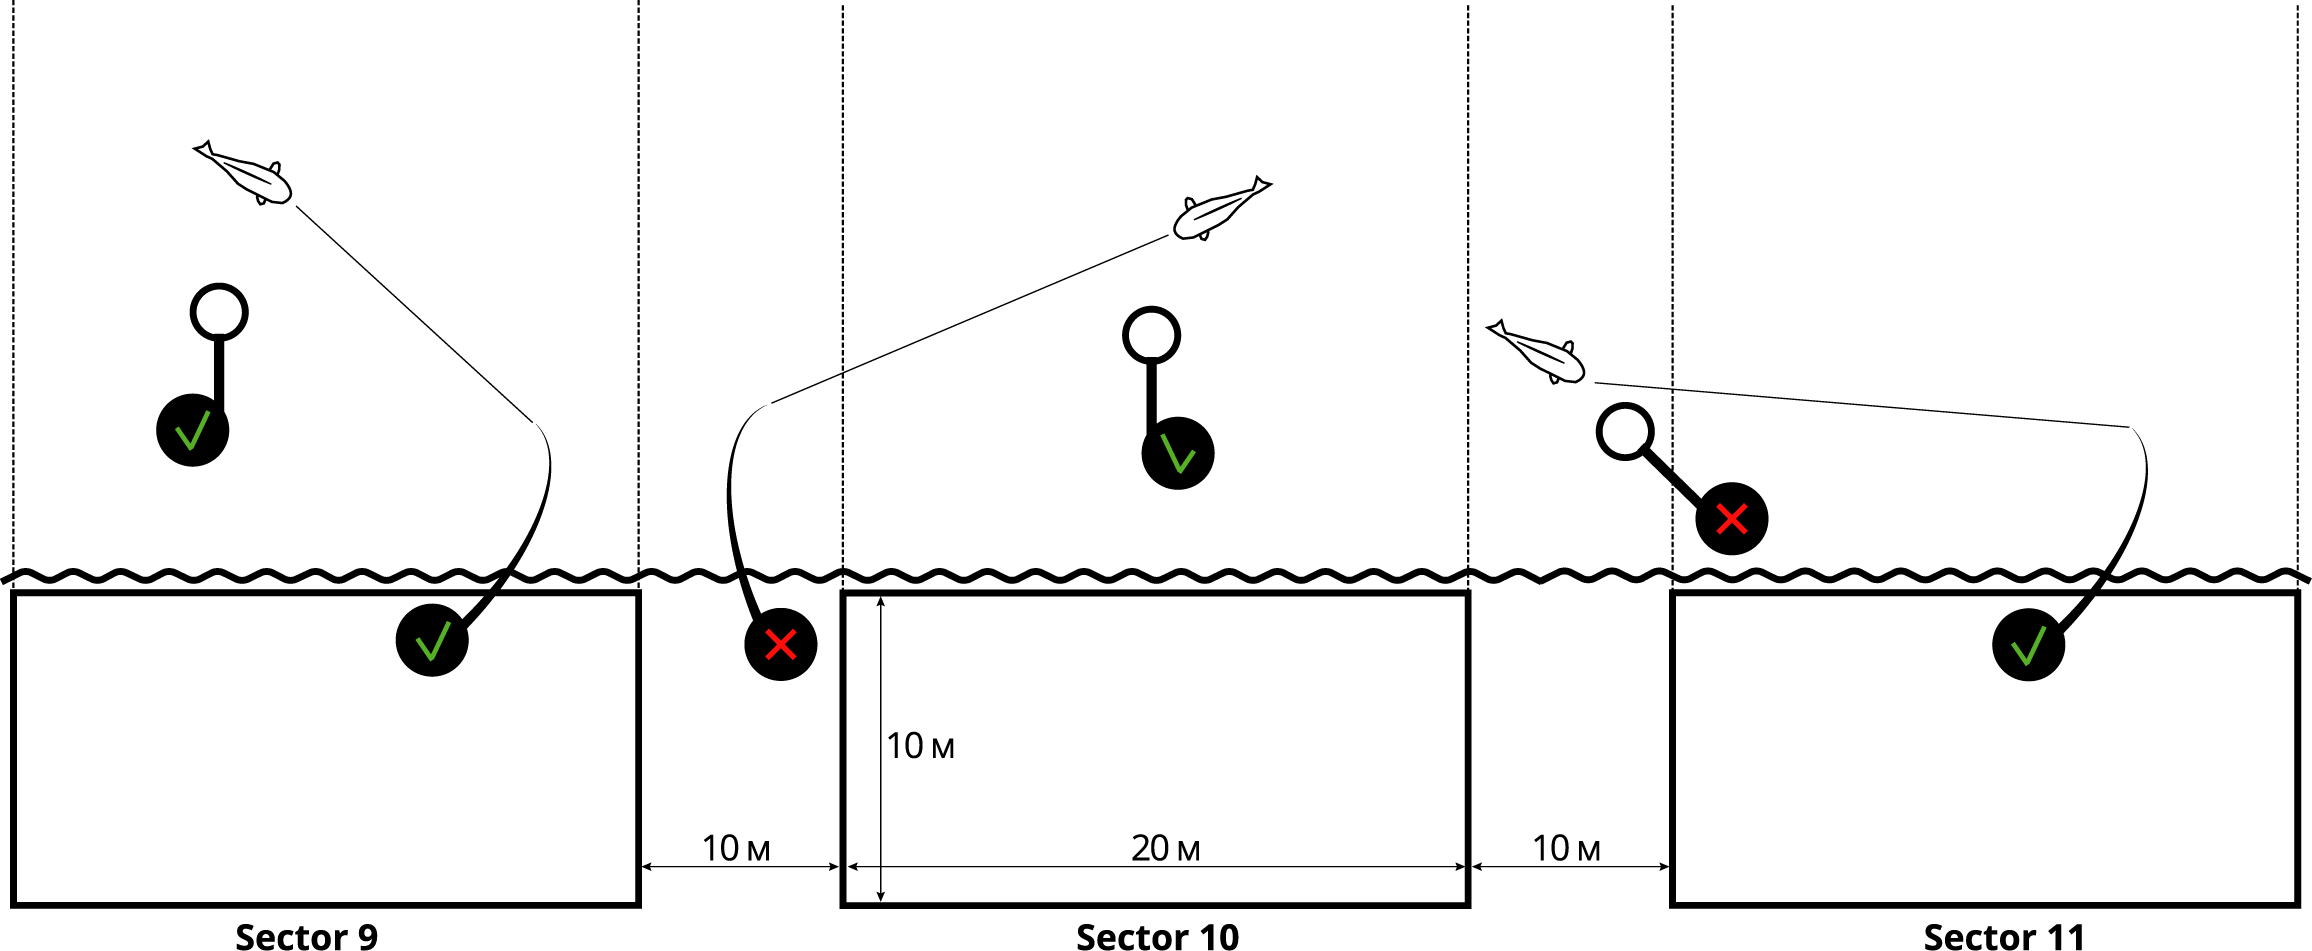 10 м
10 м
20 м
10 м
Sector 9
Sector 10
Sector 11